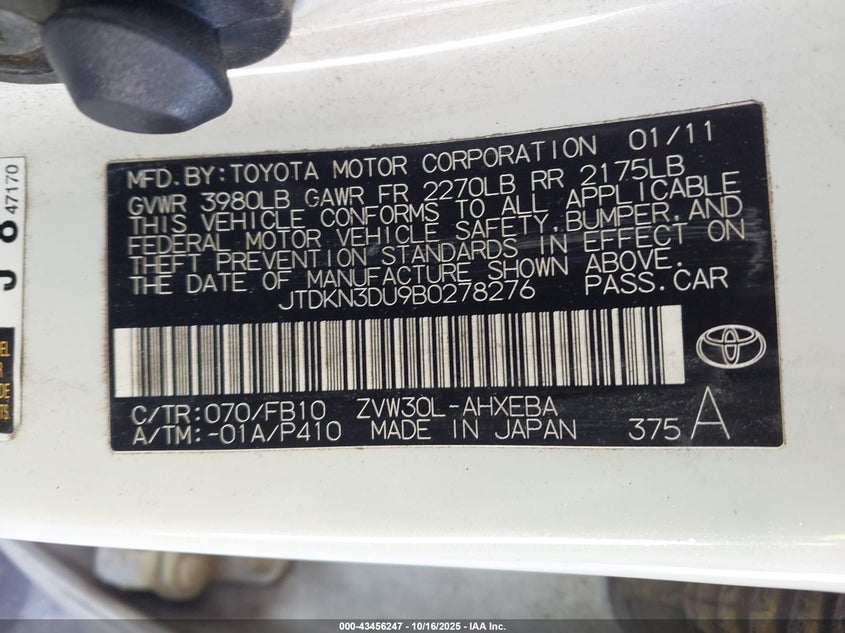 MFD. BY: TOYOTA MOTOR CORPORATION 01/11
GVWR 3980LB GAWR FR 2270LB RR 2175LB
THIS VEHICLE CONFORMS TO ALL APPLICABLE
FEDERAL MOTOR VEHICLE SAFETY, BUMPER, AND
THEFT PREVENTION STANDARDS IN EFFECT ON
THE DATE OF MANUFACTURE SHOWN ABOVE.
JTDKN3DU9B0278276 PASS. CAR
C/TR: 070/FB10 ZVW30L-AHXEBA
A/TM: -01A/P410 MADE IN JAPAN 375 A
J 8 47170
000-43456247 - 10/16/2025 - IAA Inc.